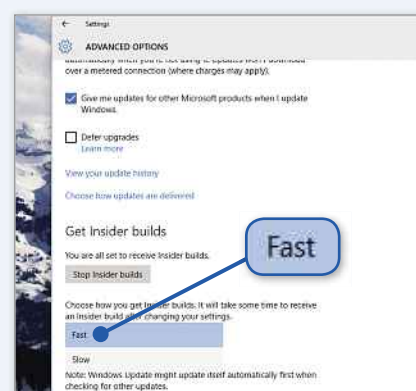 Settings
ADVANCED OPTIONS
over a metered connection (where charges may apply).
Give me updates for other Microsoft products when I update
Windows.
Defer upgrades
Learn more
View your update history
Choose how updates are delivered
Get Insider builds
You are all set to receive Insider builds.
Stop Insider builds
Fast
Choose how you get Insider builds. It will take some time to receive
an Insider build after changing your settings.
Fast
Slow
Note: Windows Update might update itself automatically first when
checking for other updates.